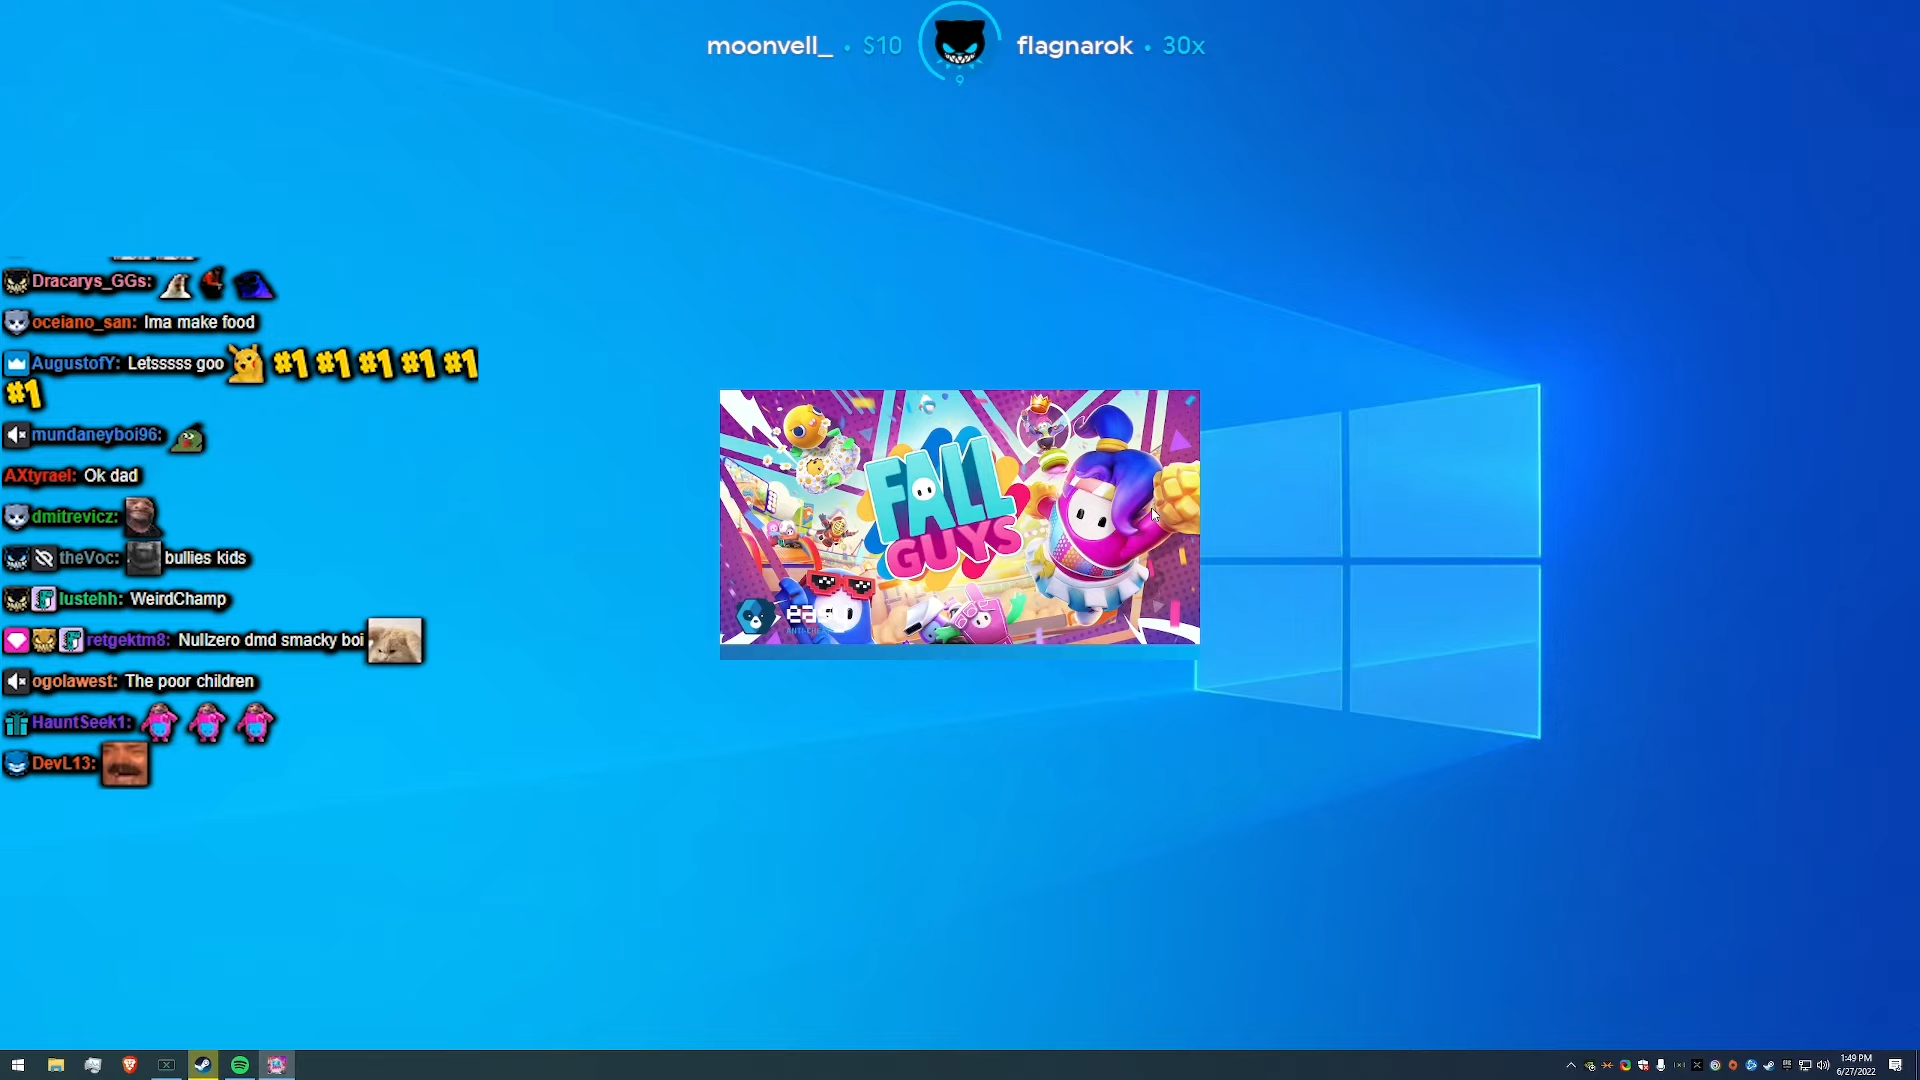 moonvell_ • $10
flagnarok • 30x
Dracarys_GGs:
oceiano_san: Ima make food
AugustofY: Letsssss goo #1 #1 #1 #1 #1
#1
mundaneyboi96:
AXtyrael: Ok dad
dmitrevicz:
theVoc: bullies kids
lustehh: WeirdChamp
retgektm8: Nullzero dmd smacky boi
ogolawest: The poor children
HauntSeek1:
DevL13:
FALL
GUYS
1:49 PM
6/27/2022